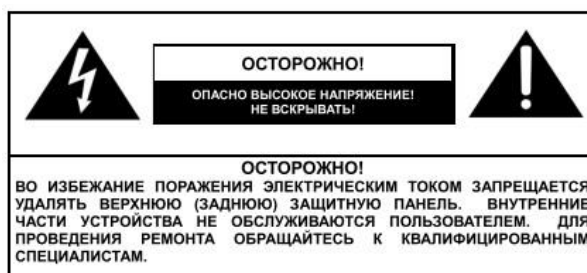 ОСТОРОЖНО!
ОПАСНО ВЫСОКОЕ НАПРЯЖЕНИЕ!
НЕ ВСКРЫВАТЬ!
ОСТОРОЖНО!
ВО ИЗБЕЖАНИЕ ПОРАЖЕНИЯ ЭЛЕКТРИЧЕСКИМ ТОКОМ ЗАПРЕЩАЕТСЯ
УДАЛЯТЬ ВЕРХНЮЮ (ЗАДНЮЮ) ЗАЩИТНУЮ ПАНЕЛЬ. ВНУТРЕННИЕ
ЧАСТИ УСТРОЙСТВА НЕ ОБСЛУЖИВАЮТСЯ ПОЛЬЗОВАТЕЛЕМ. ДЛЯ
ПРОВЕДЕНИЯ РЕМОНТА ОБРАЩАЙТЕСЬ К КВАЛИФИЦИРОВАННЫМ
СПЕЦИАЛИСТАМ.